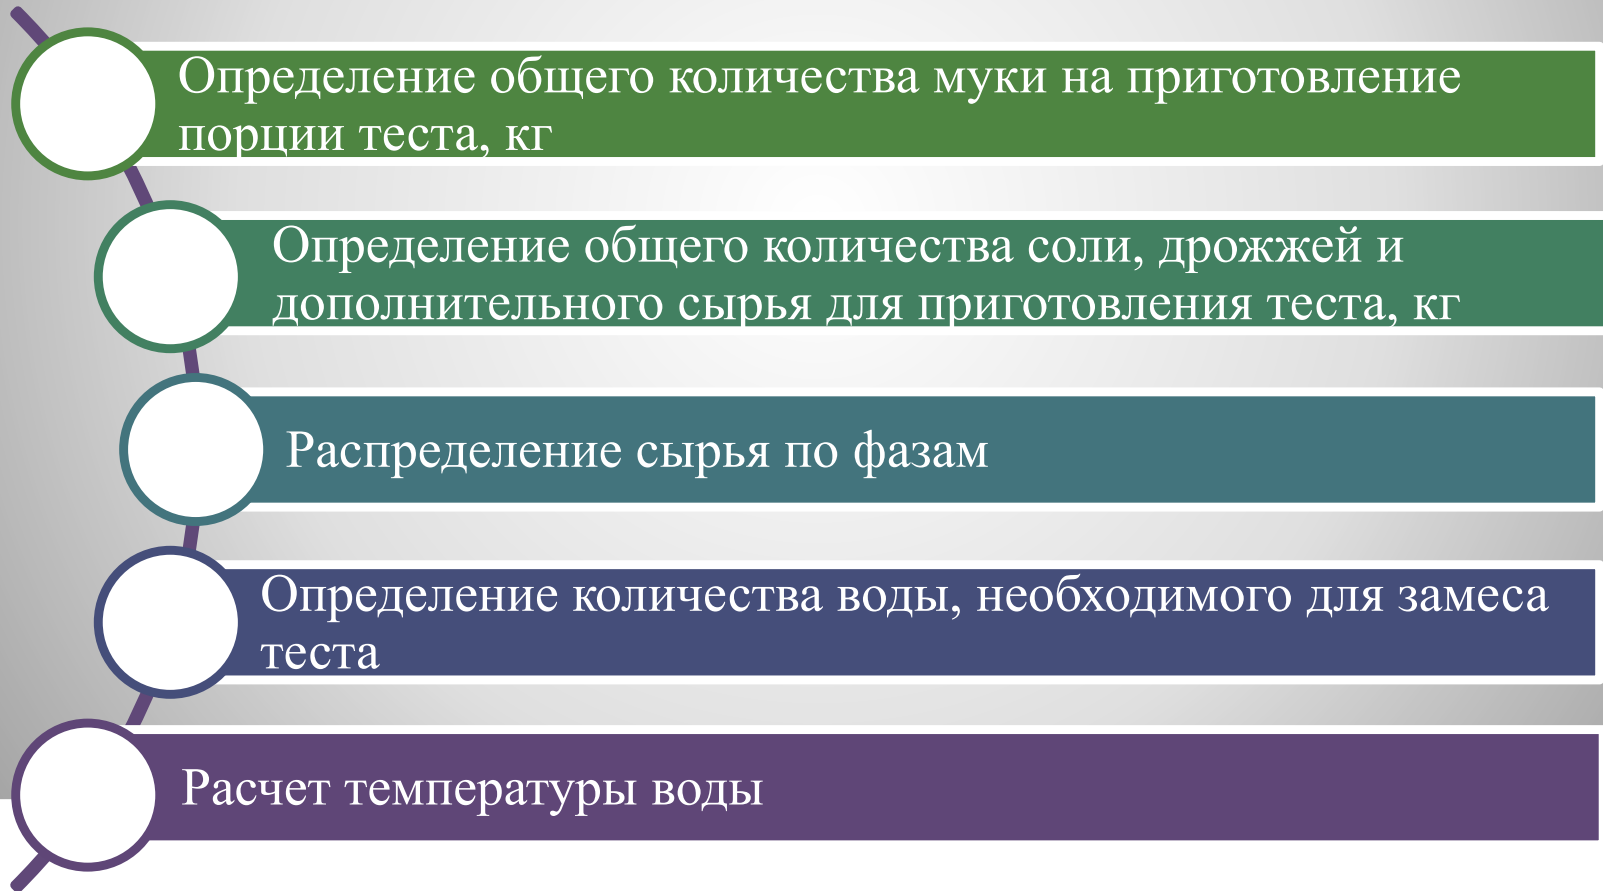 Определение общего количества муки на приготовление
порции теста, кг
Определение общего количества соли, дрожжей и
дополнительного сырья для приготовления теста, кг
Распределение сырья по фазам
Определение количества воды, необходимого для замеса
теста
Расчет температуры воды